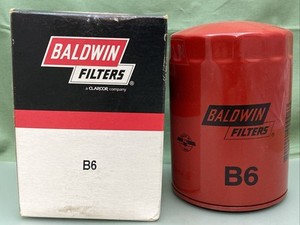 BALDWIN
FILTERS
®
a CLARCOR company
B6
BALDWIN
FILTERS
B6